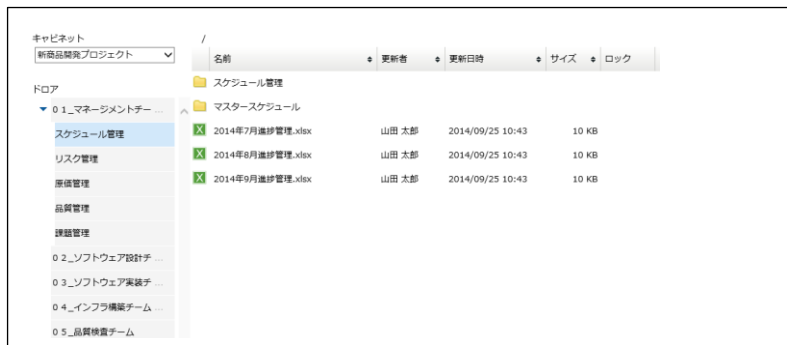 キャビネット
新商品開発プロジェクト
ドロア
0 1_マネージメントチー ...
スケジュール管理
リスク管理
原価管理
品質管理
課題管理
0 2_ソフトウェア設計チ ...
0 3_ソフトウェア実装チ ...
0 4_インフラ構築チーム ...
0 5_品質検査チーム
/
名前 更新者 更新日時 サイズ ロック
スケジュール管理
マスタースケジュール
2014年7月進捗管理.xlsx 山田 太郎 2014/09/25 10:43 10 KB
2014年8月進捗管理.xlsx 山田 太郎 2014/09/25 10:43 10 KB
2014年9月進捗管理.xlsx 山田 太郎 2014/09/25 10:43 10 KB